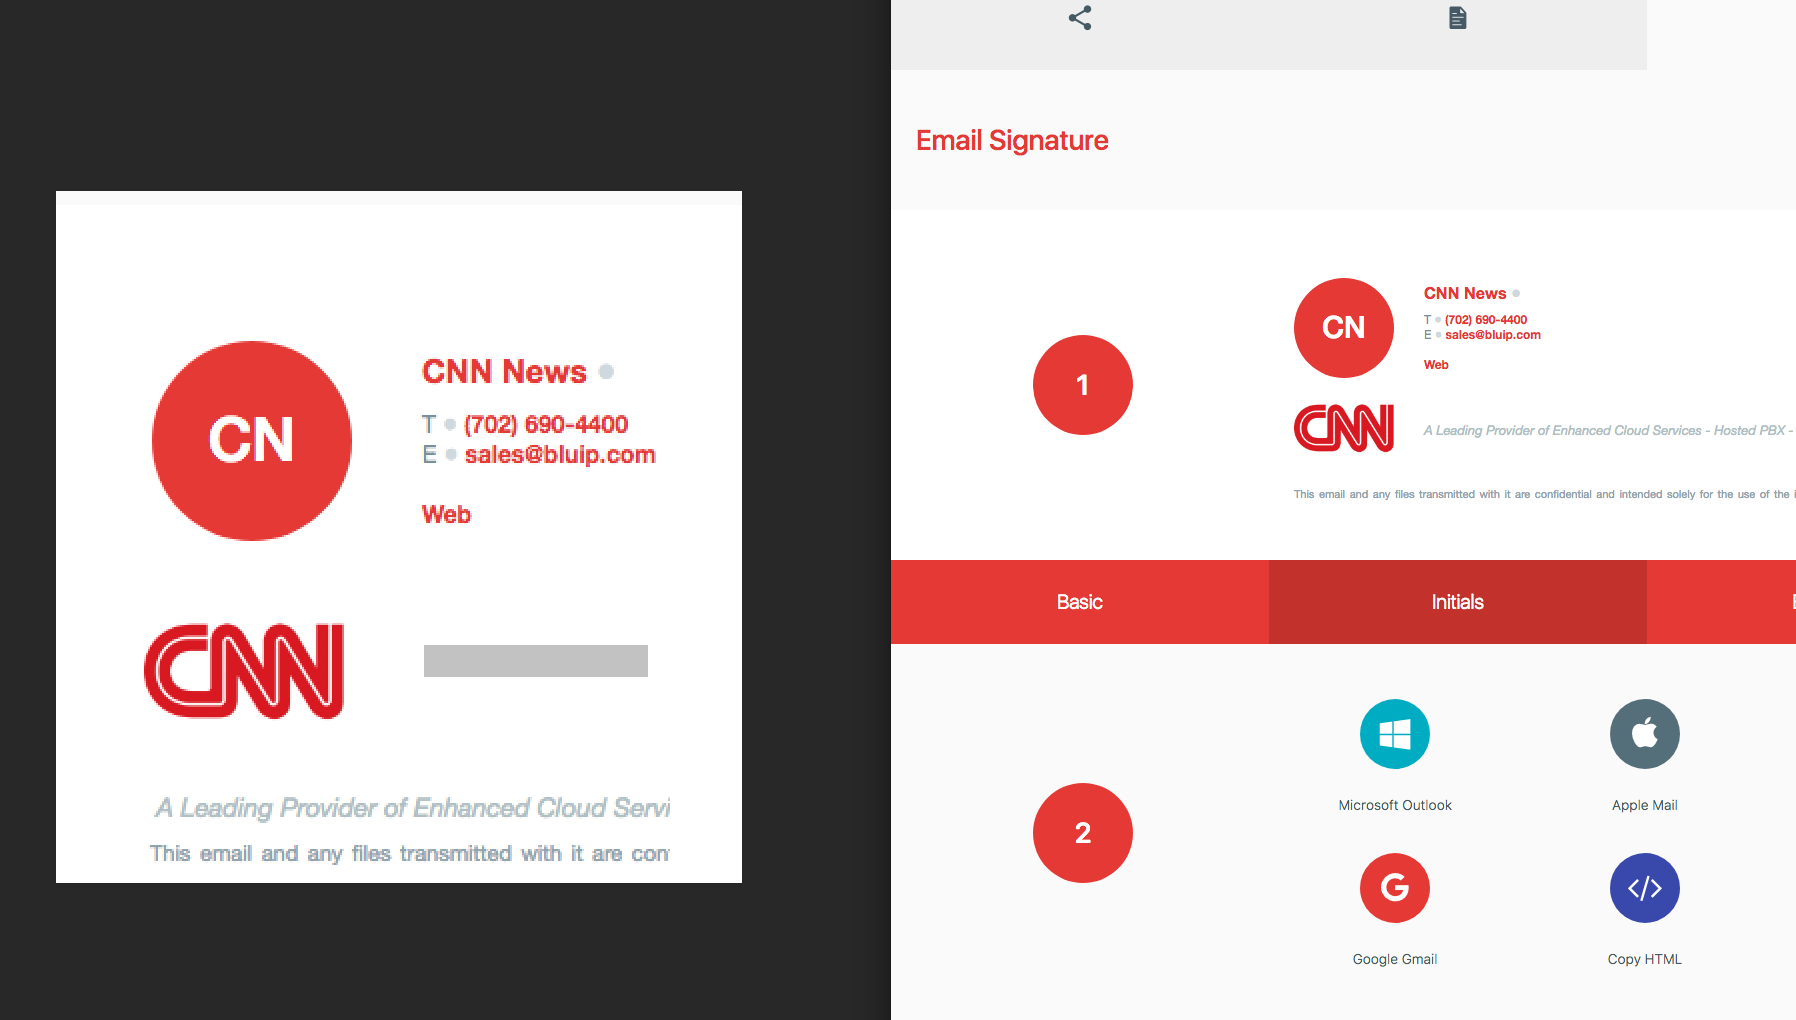 CN
CNN News
T (702) 690-4400
E sales@bluip.com
Web
CNN
A Leading Provider of Enhanced Cloud Servi
This email and any files transmitted with it are con
Email Signature
1
CN
CNN News
T (702) 690-4400
E sales@bluip.com
Web
CNN
A Leading Provider of Enhanced Cloud Services - Hosted PBX -
This email and any files transmitted with it are confidential and intended solely for the use of the
Basic
Initials
2
Microsoft Outlook
Apple Mail
G
</>
Google Gmail
Copy HTML